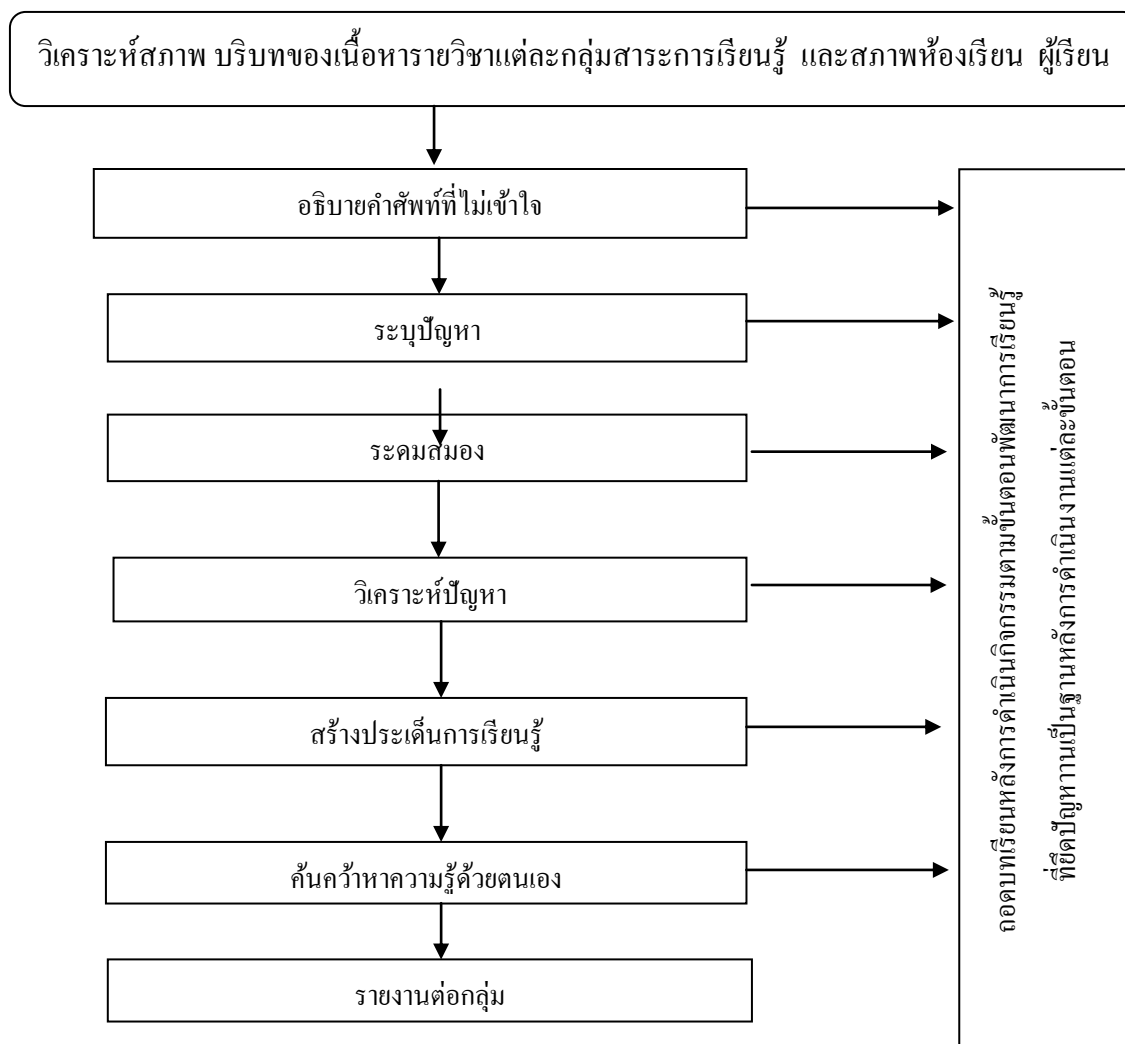 วิเคราะห์สภาพ บริบทของเนื้อหารายวิชาแต่ละกลุ่มสาระการเรียนรู้ และสภาพห้องเรียน ผู้เรียน
อธิบายคำศัพท์ที่ไม่เข้าใจ
ระบุปัญหา
ระดมสมอง
วิเคราะห์ปัญหา
สร้างประเด็นการเรียนรู้
ค้นคว้าหาความรู้ด้วยตนเอง
รายงานต่อกลุ่ม
ถอดบทเรียนหลังการดำเนินกิจกรรมตามขั้นตอนพัฒนาการเรียนรู้
ที่ยึดปัญหาานเป็นฐานหลังการดำเนินงานแต่ละขั้นตอน